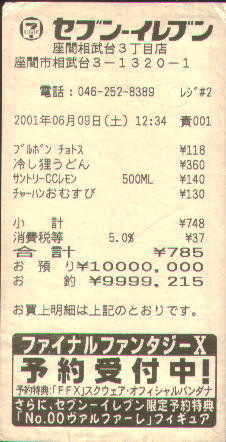 7
ELEVEN
セブン-イレブン
座間相武台3丁目店
座間市相武台3-1320-1
電話:046-252-8389 レジ#2
2001年06月09日(土) 12:34 責001
ブルボン チョトス ¥118
冷し狸うどん ¥360
サントリーCCレモン 500ML ¥140
チャーハンおむすび ¥130
小 計 ¥748
消費税等 5.0% ¥37
合 計 ¥785
お 預 り ¥10000.000
お 釣 ¥9999.215
お買上明細は上記のとおりです。
ファイナルファンタジーX
予約受付中!
予約特典:「FFX」スクウェア・オフィシャルバンダナ
さらに、セブン-イレブン限定予約特典
「No.00ヴァルファーレ」フィギュア